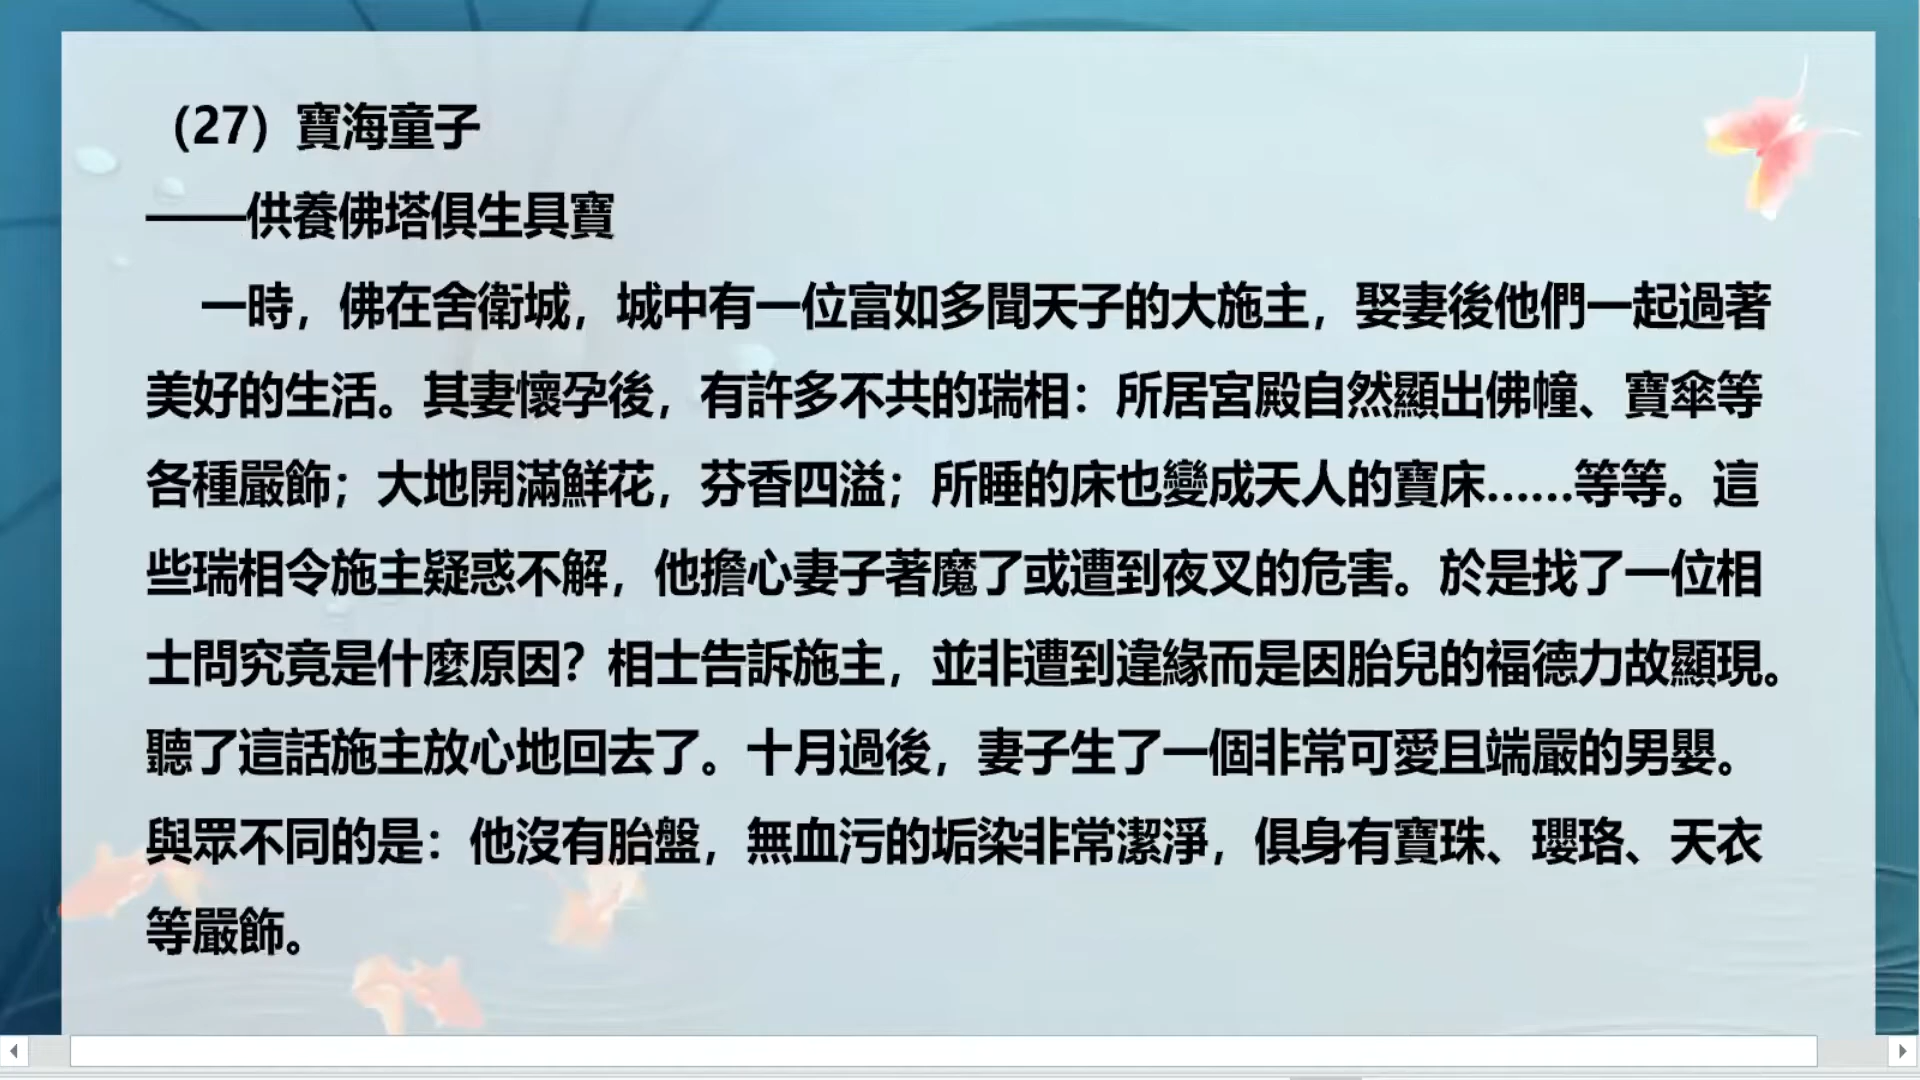 （27）寶海童子
——供養佛塔俱生具寶
一時，佛在舍衛城，城中有一位富如多聞天子的大施主，娶妻後他們一起過著
美好的生活。其妻懷孕後，有許多不共的瑞相：所居宮殿自然顯出佛幢、寶傘等
各種嚴飾；大地開滿鮮花，芬香四溢；所睡的床也變成天人的寶床……等等。這
些瑞相令施主疑惑不解，他擔心妻子著魔了或遭到夜叉的危害。於是找了一位相
士問究竟是什麼原因？相士告訴施主，並非遭到違緣而是因胎兒的福德力故顯現。
聽了這話施主放心地回去了。十月過後，妻子生了一個非常可愛且端嚴的男嬰。
與眾不同的是：他沒有胎盤，無血污的垢染非常潔淨，俱身有寶珠、瓔珞、天衣
等嚴飾。